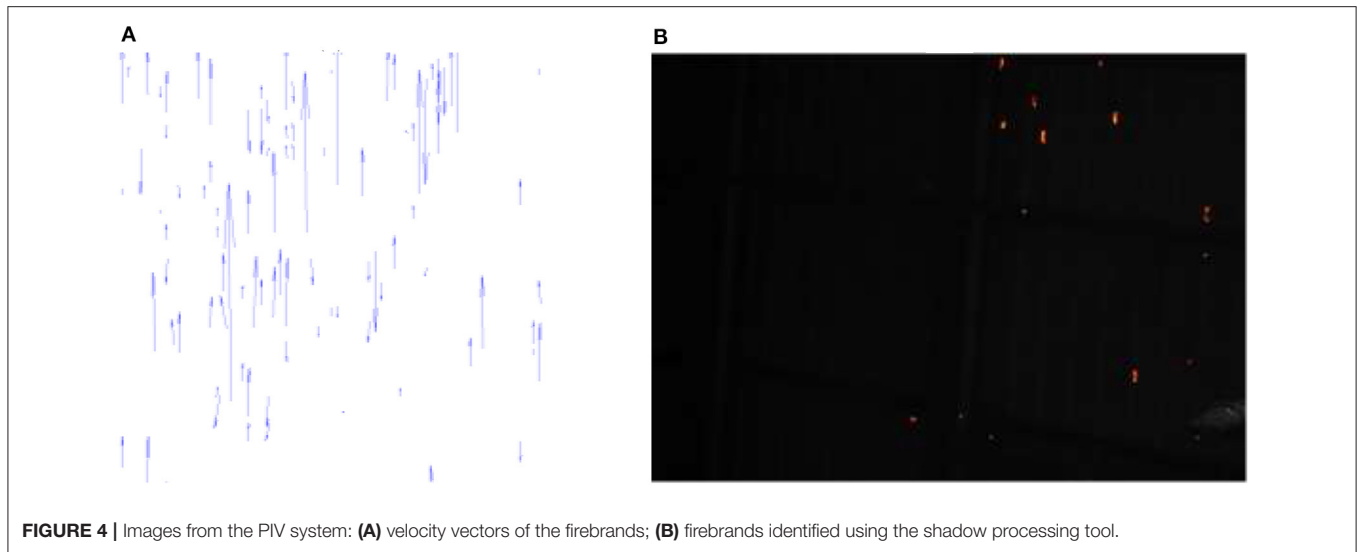 A
B
FIGURE 4 | Images from the PIV system: (A) velocity vectors of the firebrands; (B) firebrands identified using the shadow processing tool.